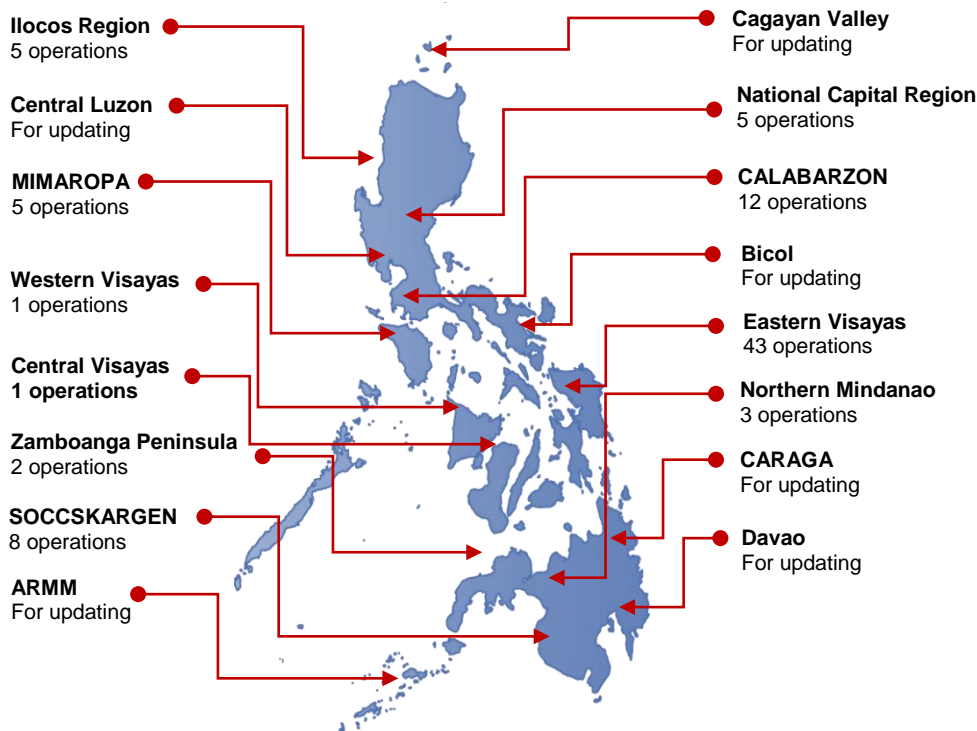 Ilocos Region
5 operations
Central Luzon
For updating
MIMAROPA
5 operations
Western Visayas
1 operations
Central Visayas
1 operations
Zamboanga Peninsula
2 operations
SOCCSKARGEN
8 operations
ARMM
For updating
Cagayan Valley
For updating
National Capital Region
5 operations
CALABARZON
12 operations
Bicol
For updating
Eastern Visayas
43 operations
Northern Mindanao
3 operations
CARAGA
For updating
Davao
For updating